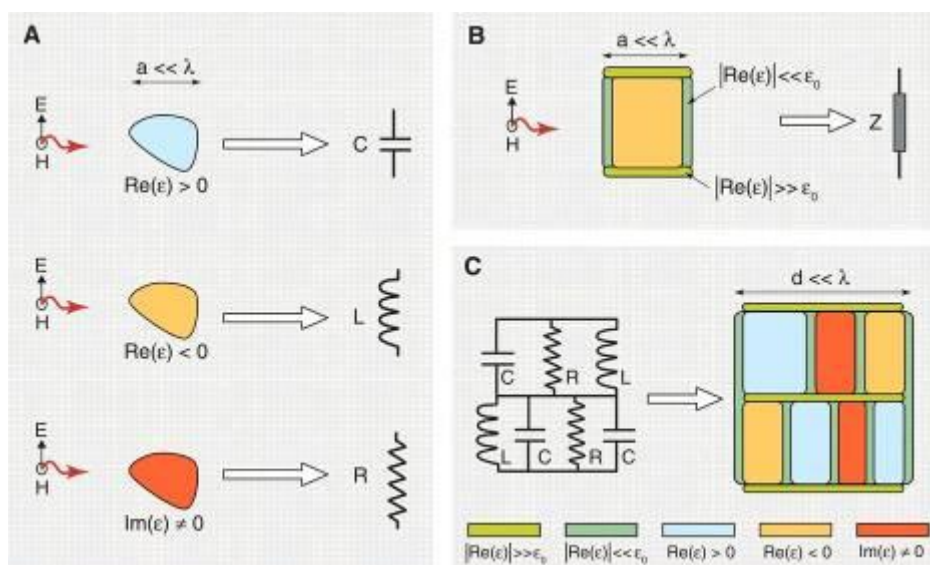 A
a << λ
E
H
Re(ε) > 0
C
E
H
Re(ε) < 0
L
E
H
Im(ε) ≠ 0
R
B
a << λ
E
H
|Re(ε)|<<ε₀
Z
|Re(ε)|>>ε₀
C
d << λ
C
R
L
L
C
R
C
|Re(ε)|>>ε₀
|Re(ε)|<<ε₀
Re(ε) > 0
Re(ε) < 0
Im(ε) ≠ 0